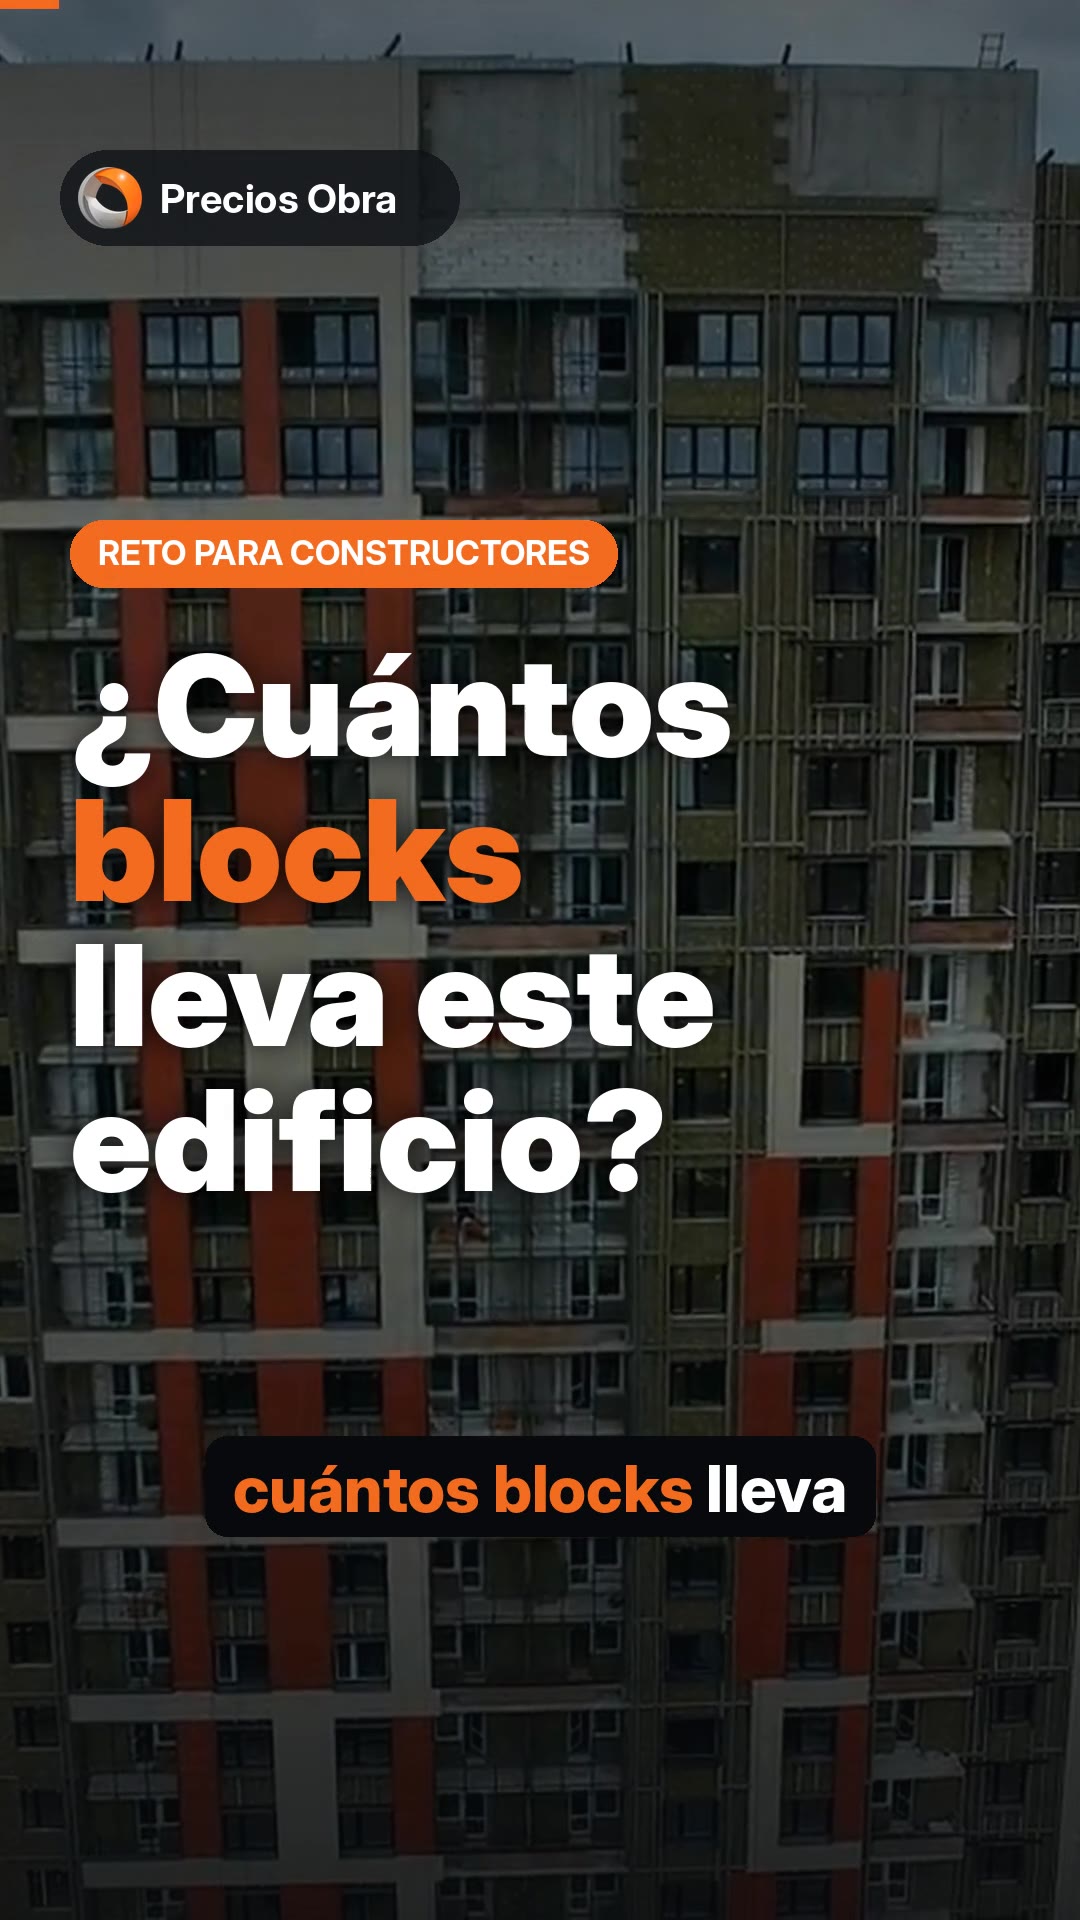 Precios Obra
RETO PARA CONSTRUCTORES
¿Cuántos
blocks
lleva este
edificio?
cuántos blocks lleva